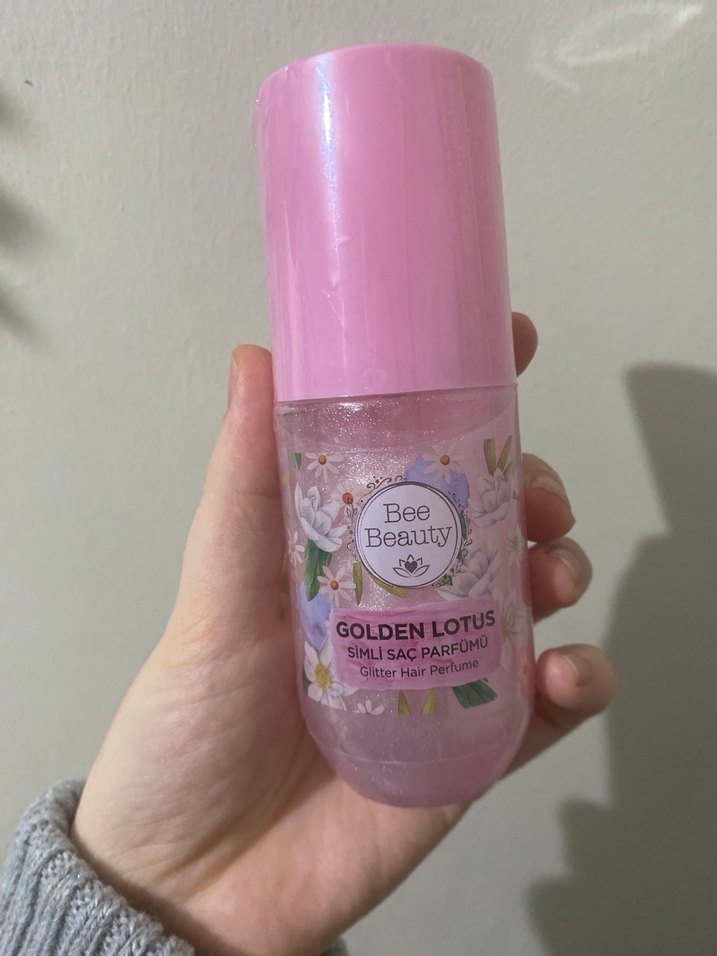 Bee
Beauty
GOLDEN LOTUS
SİMLİ SAÇ PARFÜMÜ
Glitter Hair Perfume